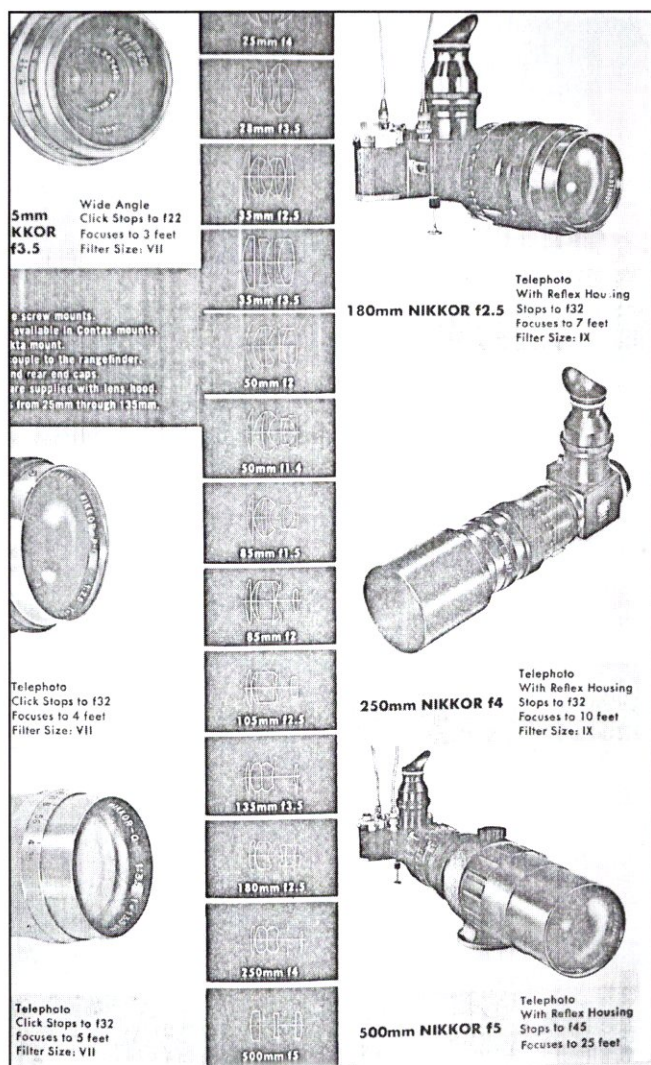 5mm
KKOR
f3.5
Wide Angle
Click Stops to f22
Focuses to 3 feet
Filter Size: VII
e screw mounts.
available in Contax mounts.
kta mount.
ouple to the rangefinder.
nd rear end caps.
are supplied with lens hood.
s from 25mm through 135mm.
Telephoto
Click Stops to f32
Focuses to 4 feet
Filter Size: VII
NIKKOR-Q
Telephoto
Click Stops to f32
Focuses to 5 feet
Filter Size: VII
25mm f4
28mm f3.5
35mm f2.5
35mm f3.5
50mm f2
50mm f1.4
85mm f1.5
85mm f2
105mm f2.5
135mm f3.5
180mm f2.5
250mm f4
500mm f5
180mm NIKKOR f2.5
Telephoto
With Reflex Hou ing
Stops to f32
Focuses to 7 feet
Filter Size: IX
250mm NIKKOR f4
Telephoto
With Reflex Housing
Stops to f32
Focuses to 10 feet
Filter Size: IX
500mm NIKKOR f5
Telephoto
With Reflex Housing
Stops to f45
Focuses to 25 feet